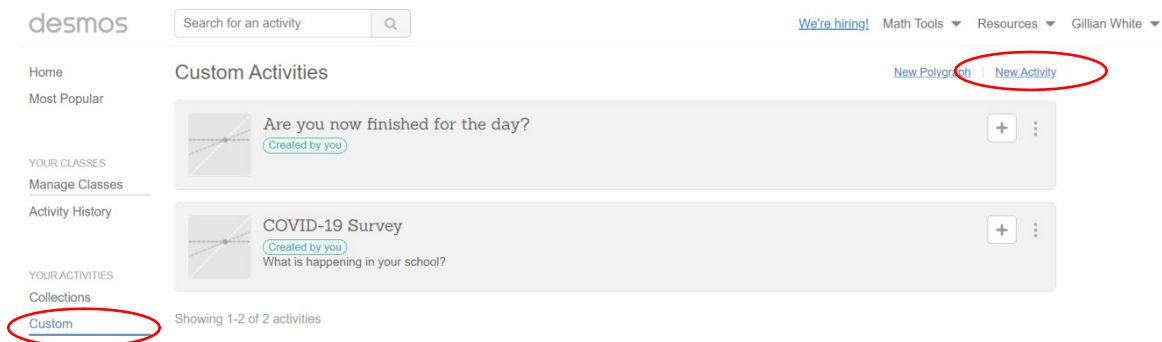 desmos
Search for an activity
We're hiring! Math Tools Resources Gillian White
Home
Most Popular
YOUR CLASSES
Manage Classes
Activity History
YOUR ACTIVITIES
Collections
Custom
Custom Activities
New Polygraph New Activity
Are you now finished for the day?
Created by you
COVID-19 Survey
Created by you
What is happening in your school?
Showing 1-2 of 2 activities